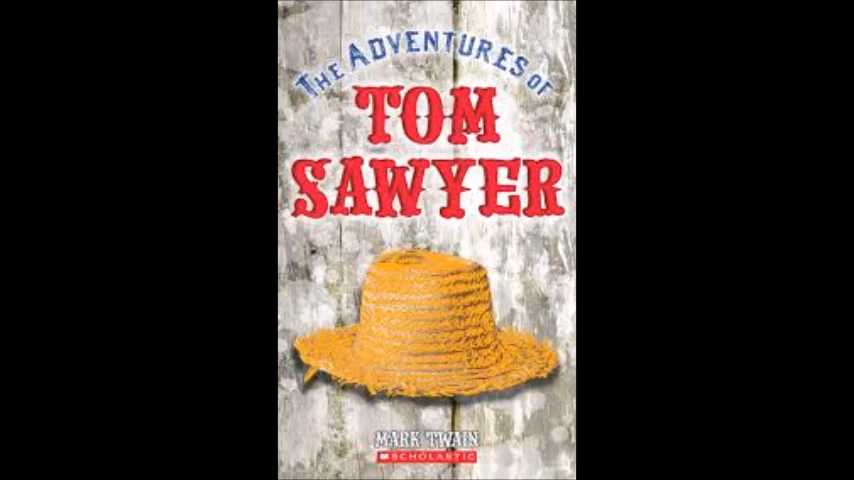 THE ADVENTURES OF
TOM
SAWYER
MARK TWAIN
SCHOLASTIC